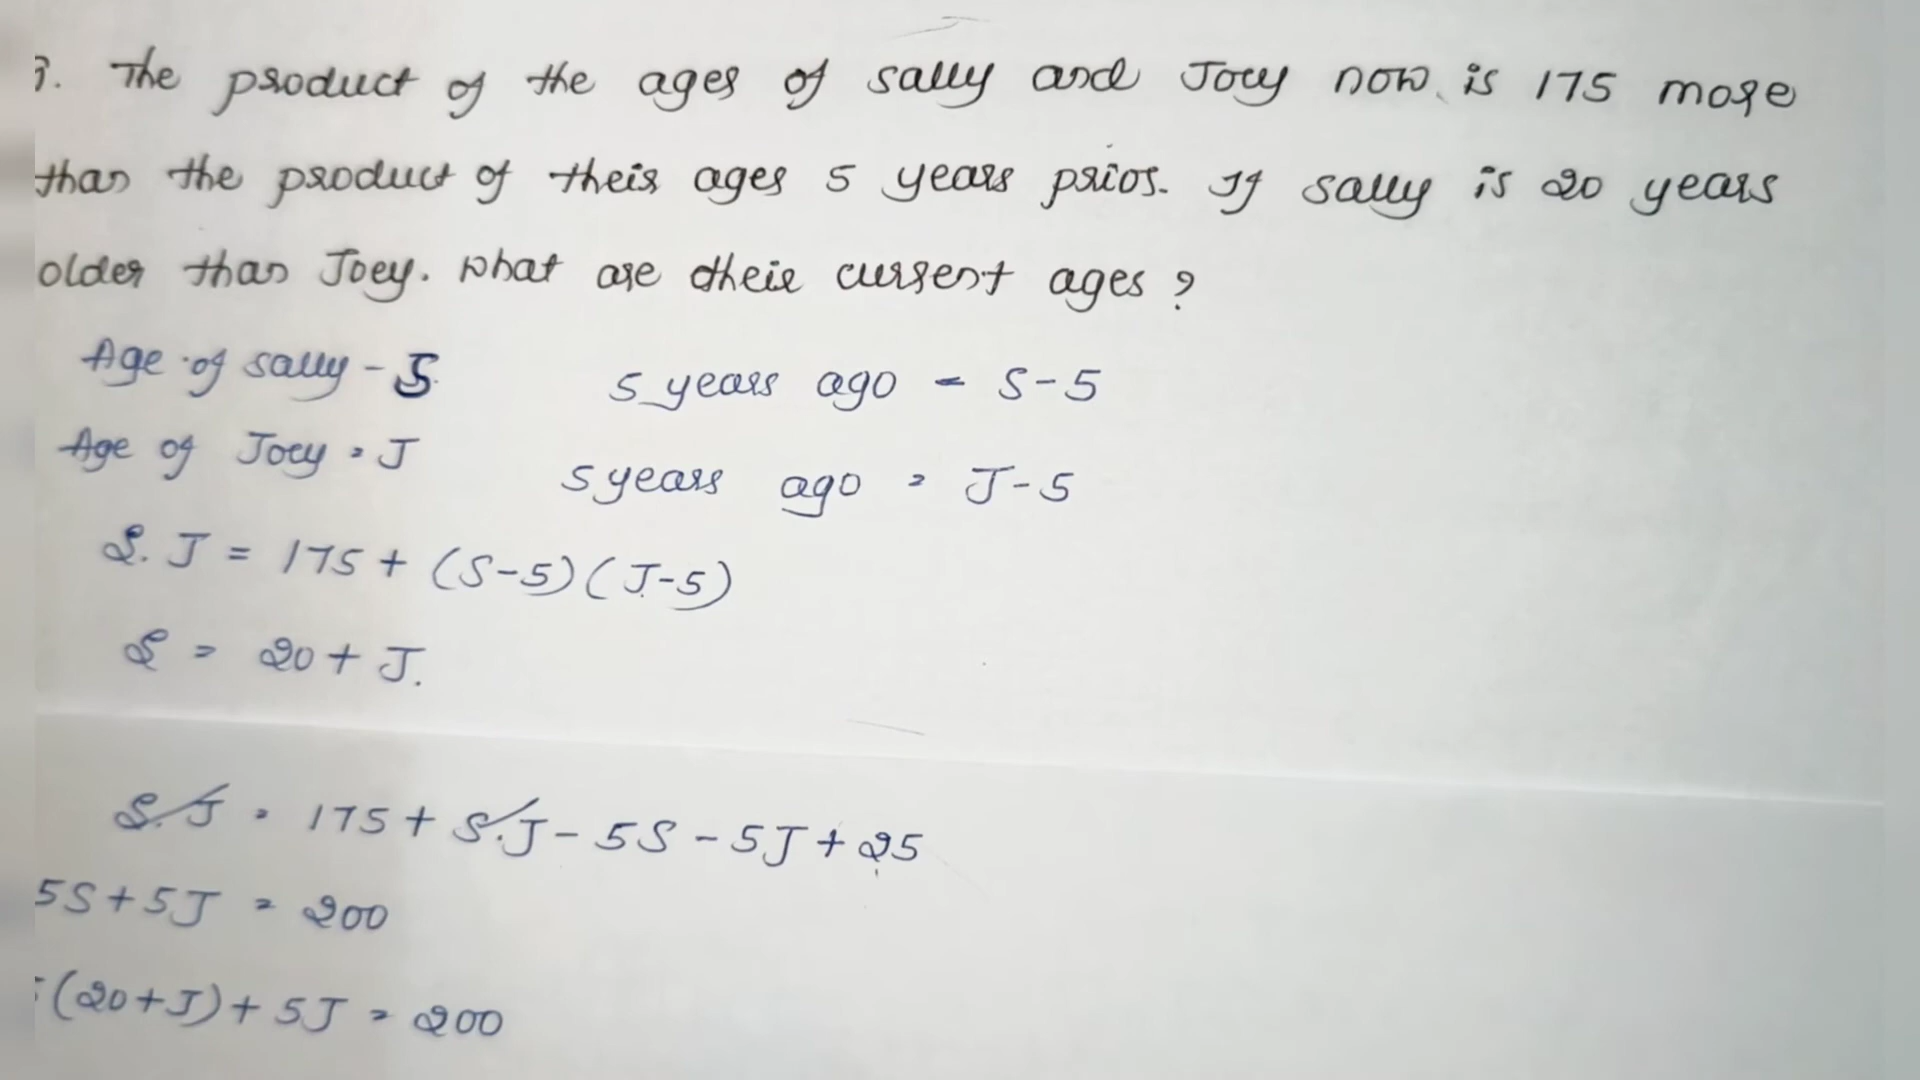 The product of the ages of sally and Joey now is 175 more
than the product of their ages 5 years prior. If sally is 20 years
older than Joey. What are their current ages ?
Age of sally - S
5 years ago - S-5
Age of Joey = J
5 years ago = J-5
S. J = 175 + (S-5) (J-5)
S = 20 + J.
S.J = 175 + S.J - 5S - 5J + 25
5S + 5J = 200
(20+J) + 5J = 200